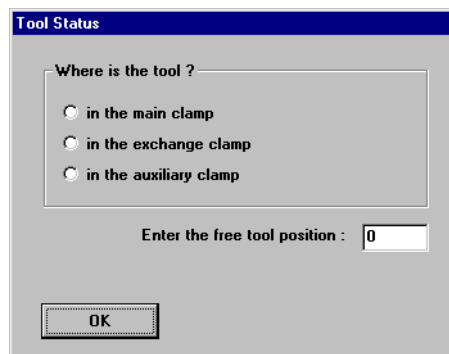 Tool Status
Where is the tool ?
in the main clamp
in the exchange clamp
in the auxiliary clamp
Enter the free tool position : 0
OK